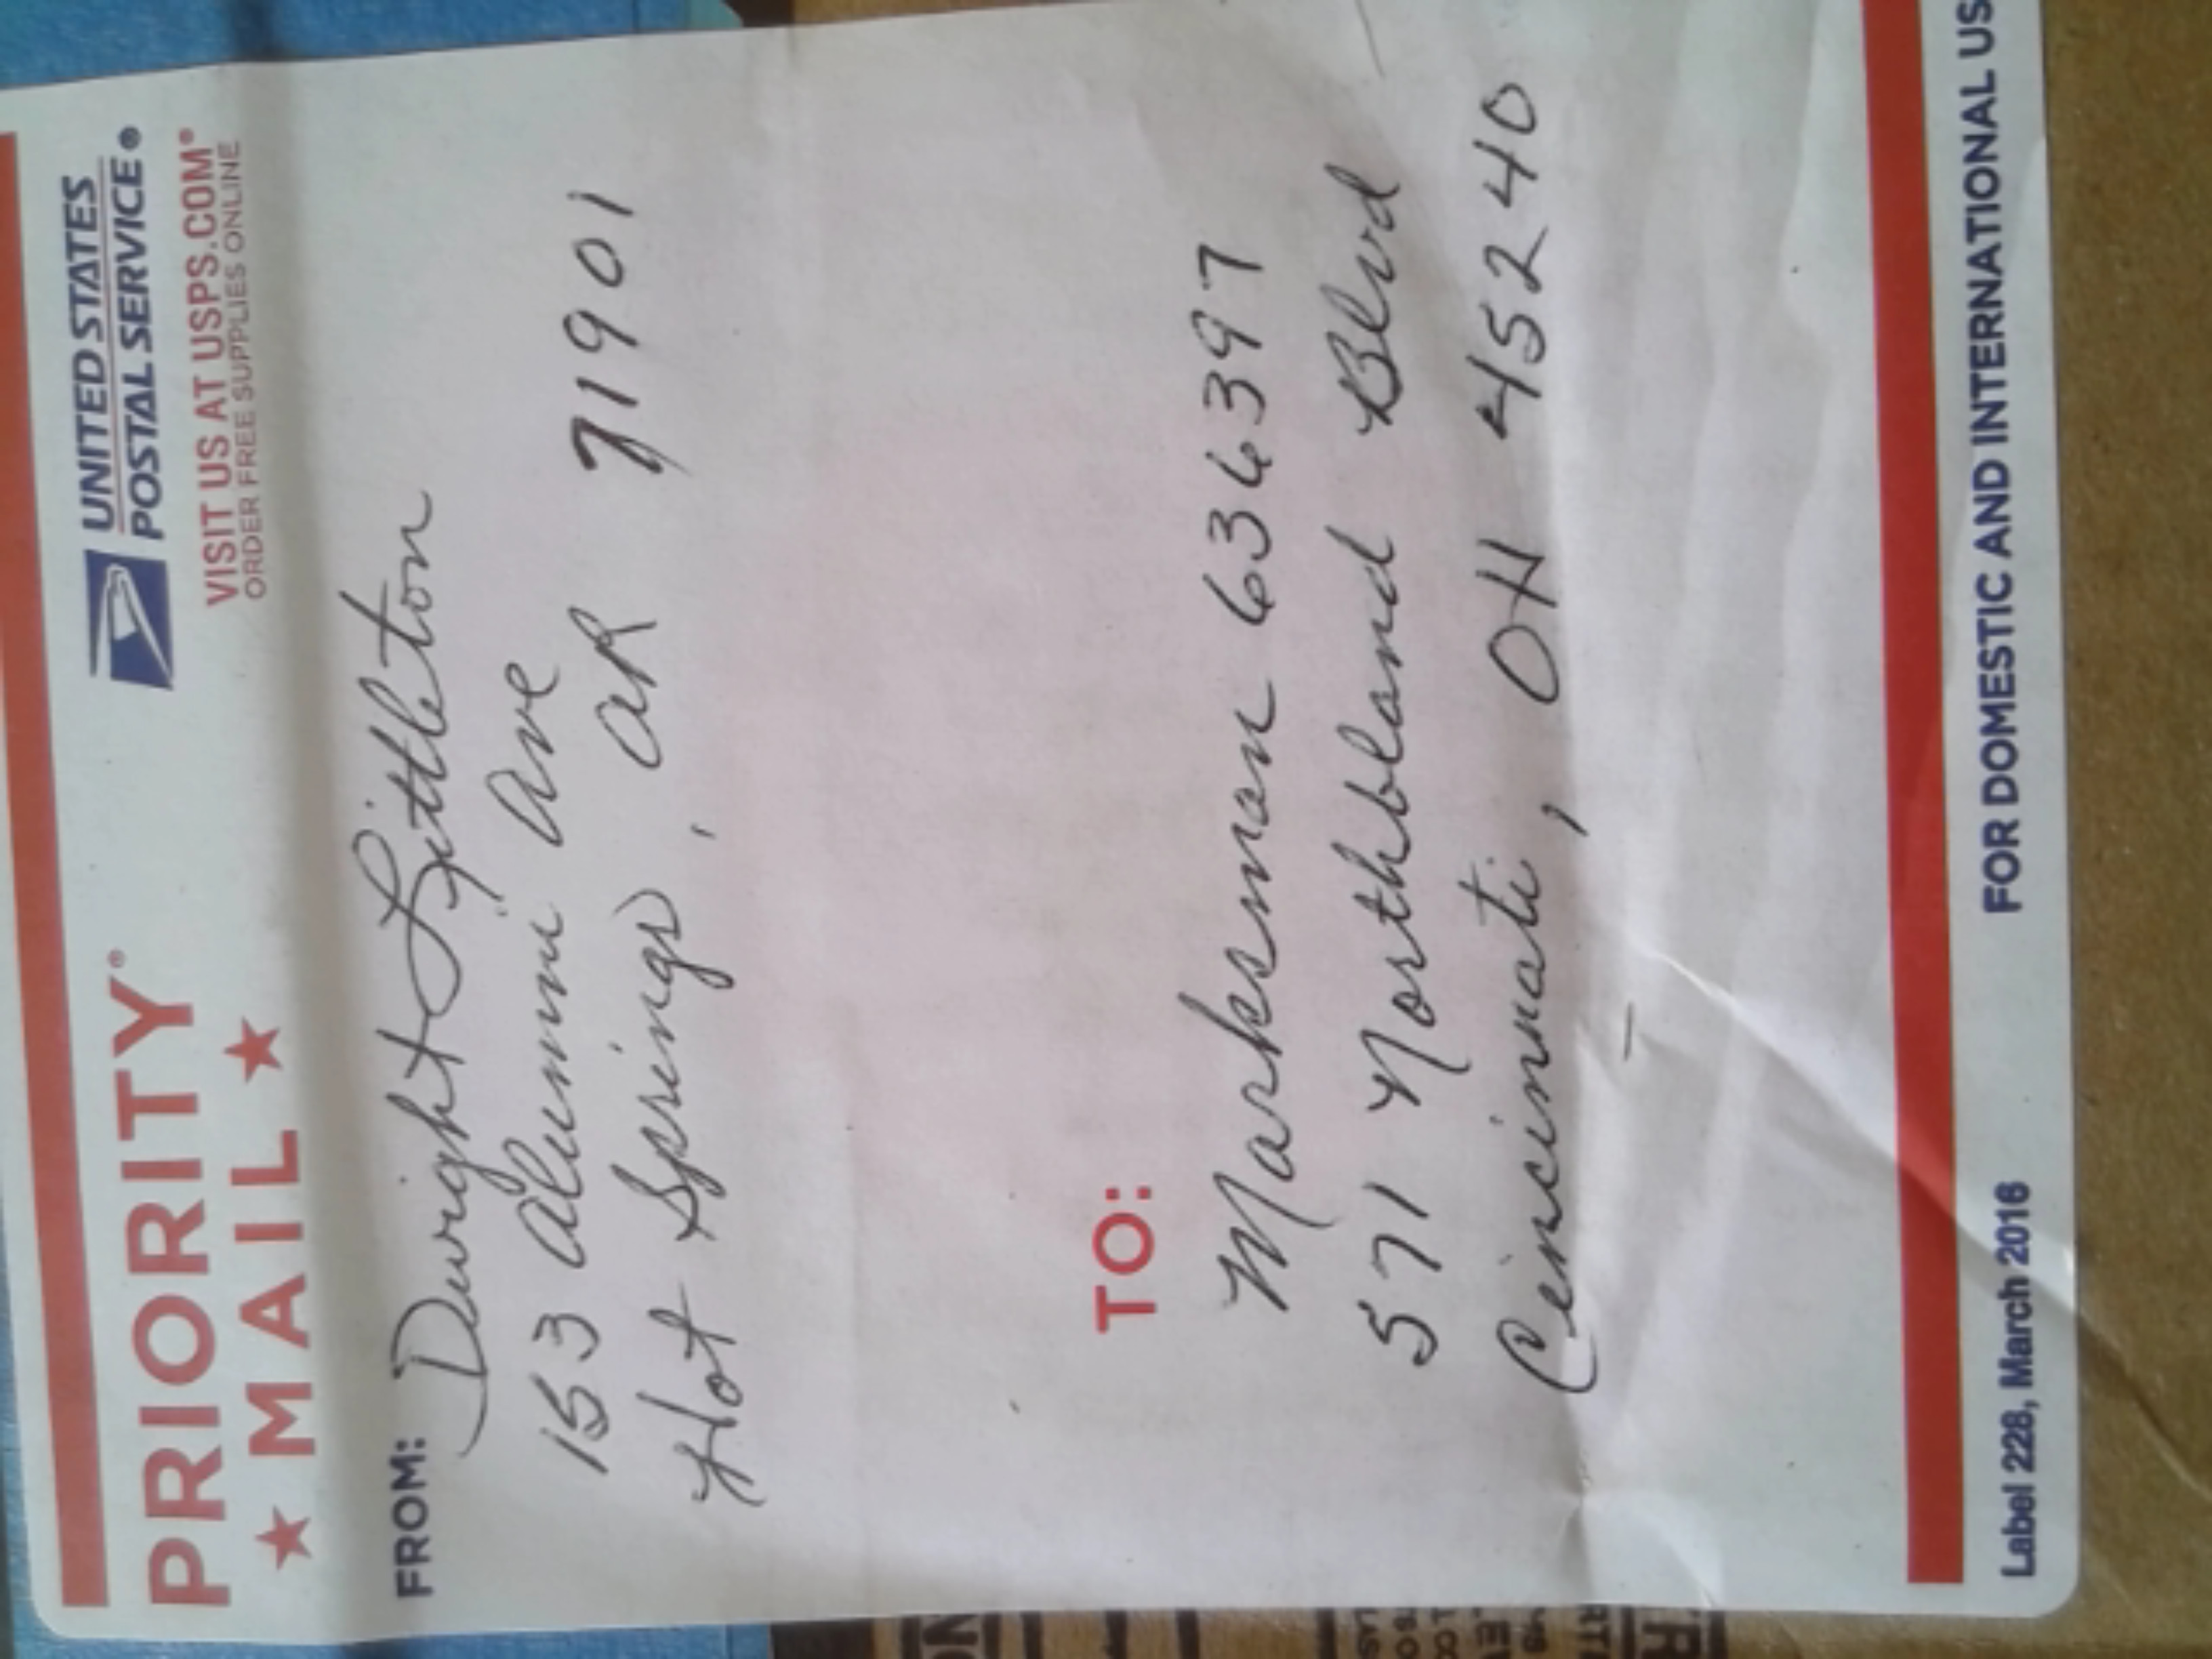 PRIORITY®
★ MAIL ★
UNITED STATES
POSTAL SERVICE®
VISIT US AT USPS.COM®
ORDER FREE SUPPLIES ONLINE
FROM:
Dwight Littleton
153 Alumni Ave
Hot Springs, AR 71901
TO:
Marksman 636397
571 Northbland Blvd
Cincinnati, OH 45240
Label 228, March 2016
FOR DOMESTIC AND INTERNATIONAL US